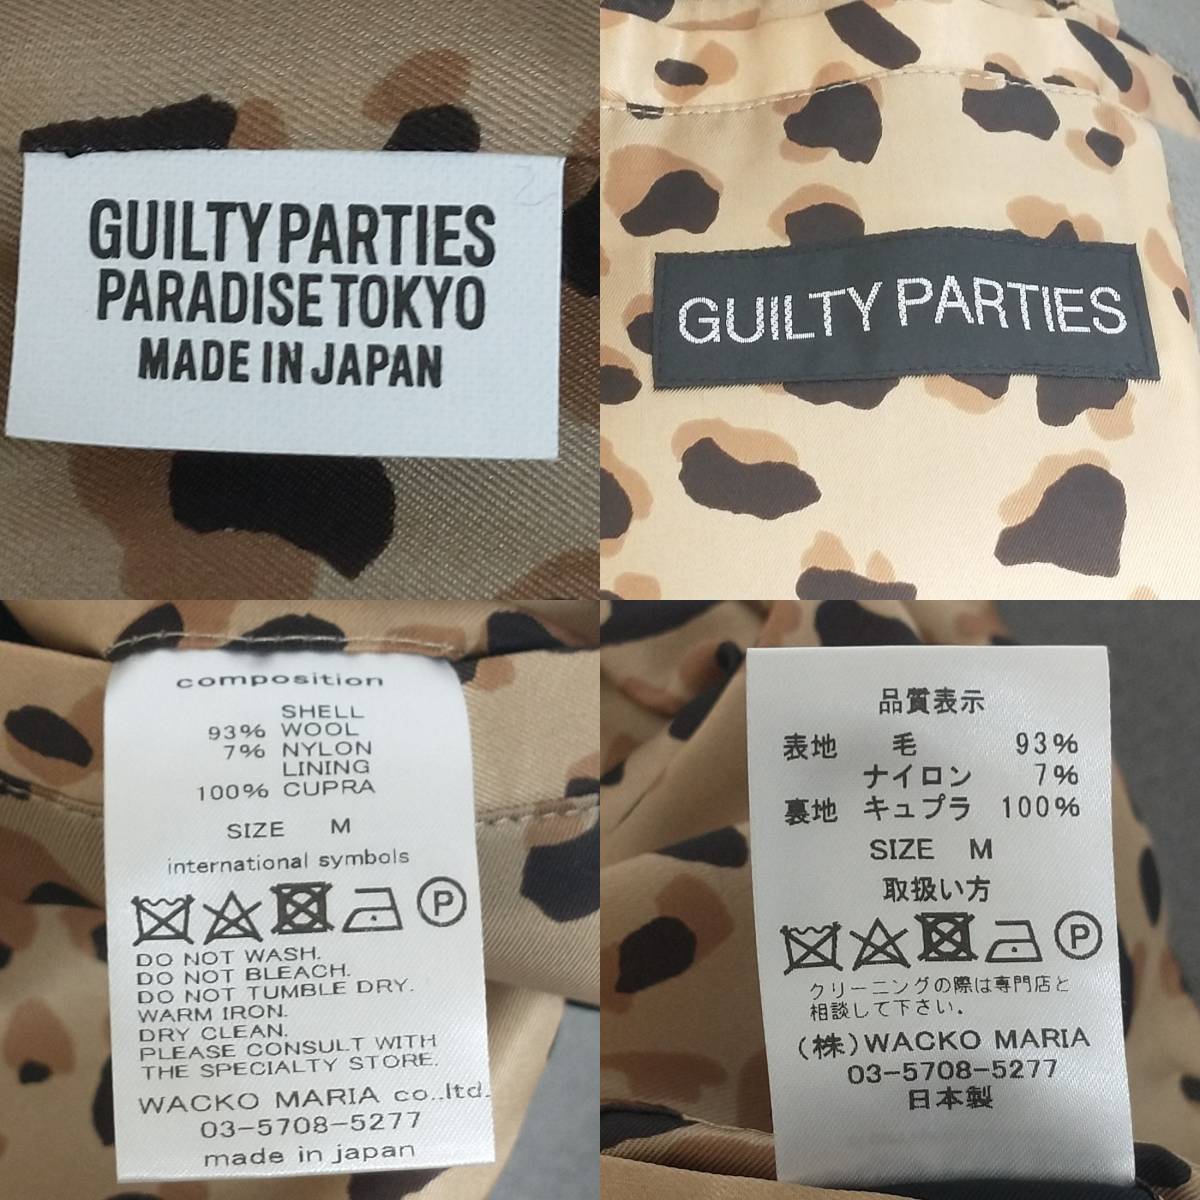 GUILTY PARTIES
PARADISE TOKYO
MADE IN JAPAN
GUILTY PARTIES
composition
SHELL
93% WOOL
7% NYLON
LINING
100% CUPRA
SIZE M
international symbols
P
DO NOT WASH.
DO NOT BLEACH.
DO NOT TUMBLE DRY.
WARM IRON.
DRY CLEAN.
PLEASE CONSULT WITH
THE SPECIALTY STORE.
WACKO MARIA co.,ltd.
03-5708-5277
made in japan
品質表示
表地 毛 93%
ナイロン 7%
裏地 キュプラ 100%
SIZE M
取扱い方
P
クリーニングの際は専門店と
相談して下さい。
(株)WACKO MARIA
03-5708-5277
日本製